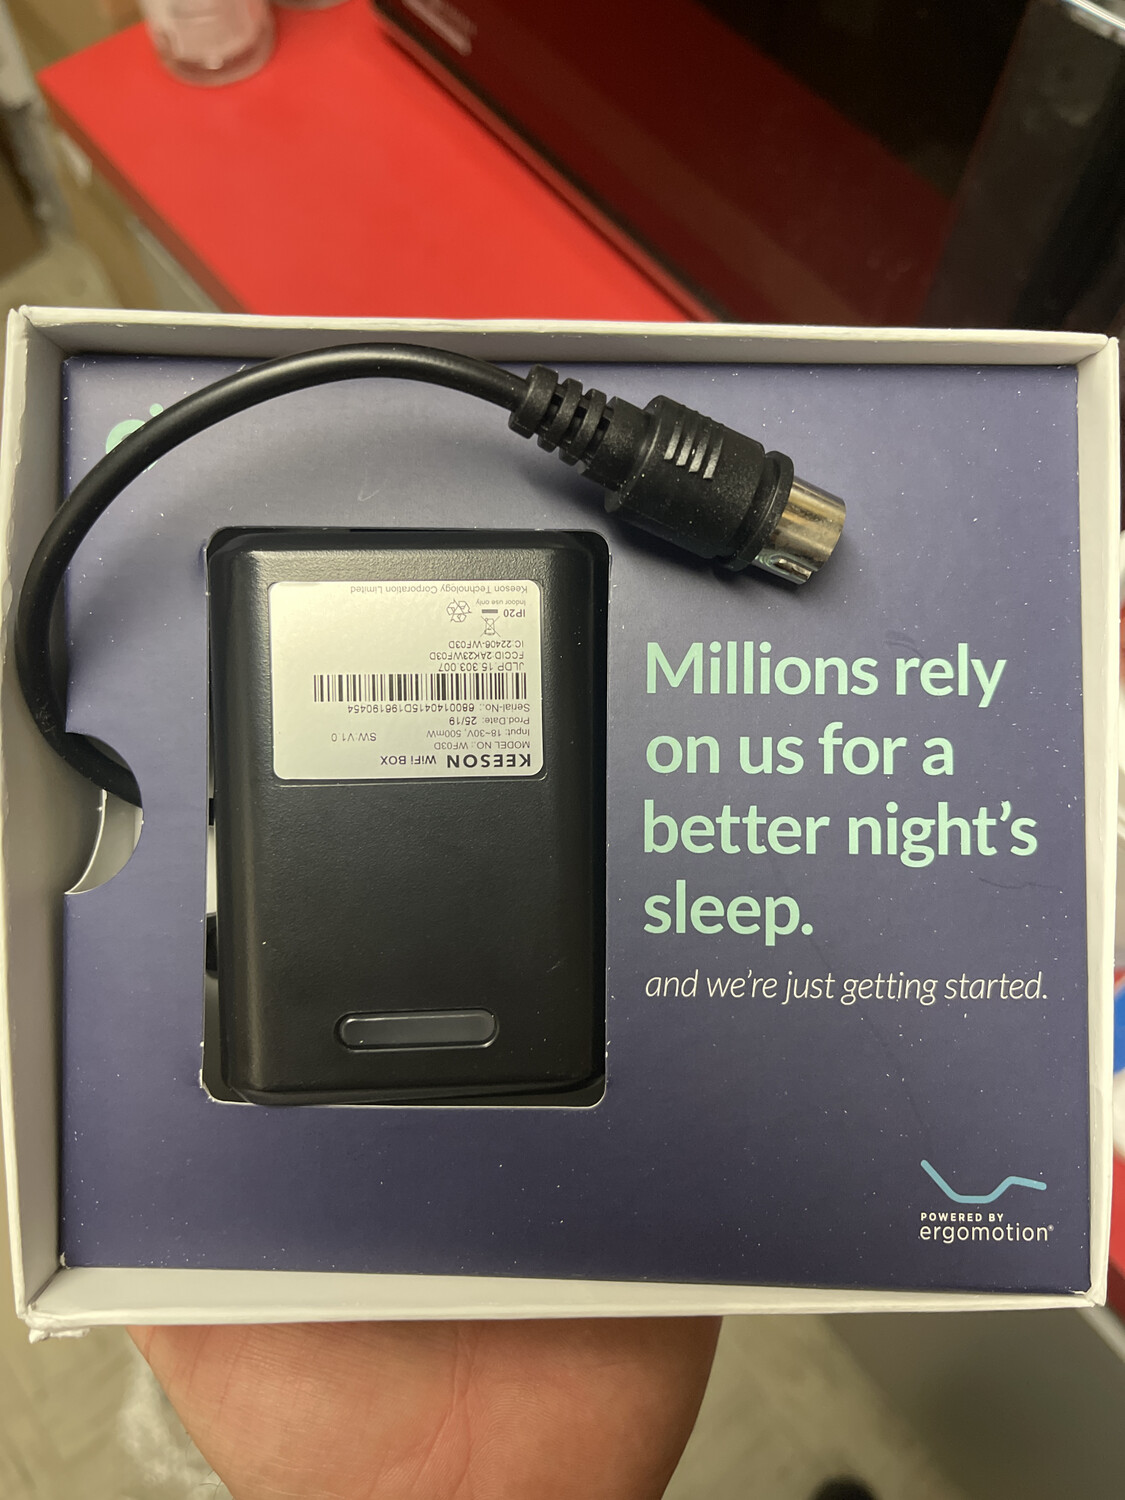 KEESON WiFi BOX
MODEL NO.: WF03D
Input: 18~30V, 500mW
Prod.Date: 25/19 SW:V1.0
Serial-No.: 6800140415D198190454
JLDP.15.303.007
FCCID:2AK23WF03D
IC:22406-WF03D
IP20
Indoor use only
Keeson Technology Corporation Limited
Millions rely
on us for a
better night's
sleep.
and we're just getting started.
POWERED BY
ergomotion®